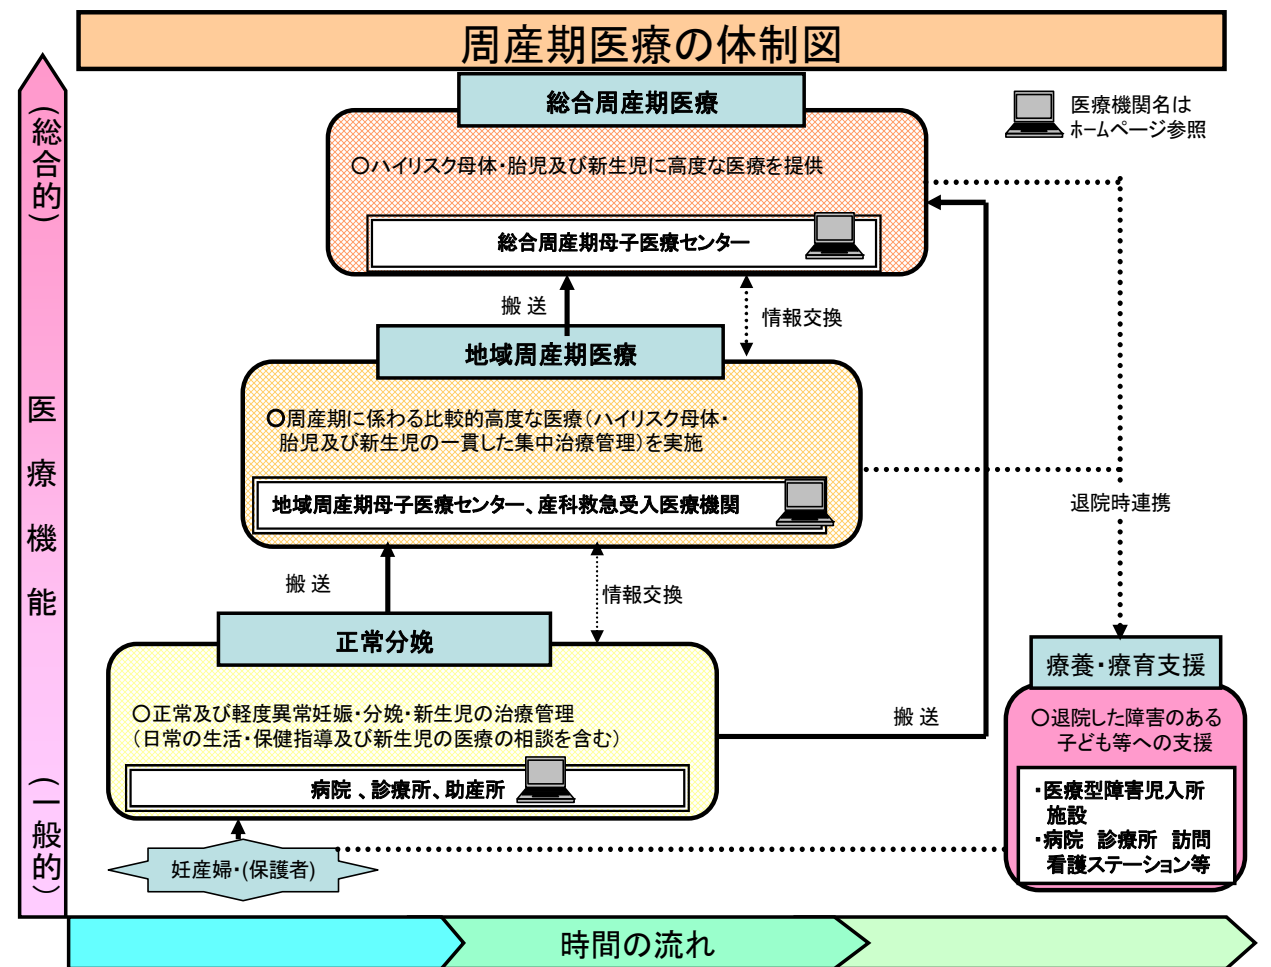 周産期医療の体制図
(総合的)
医療機能
(一般的)
総合周産期医療
医療機関名は
ホームページ参照
○ハイリスク母体・胎児及び新生児に高度な医療を提供
総合周産期母子医療センター
搬 送
情報交換
地域周産期医療
○周産期に係わる比較的高度な医療(ハイリスク母体・
胎児及び新生児の一貫した集中治療管理)を実施
地域周産期母子医療センター、産科救急受入医療機関
退院時連携
搬 送
情報交換
正常分娩
○正常及び軽度異常妊娠・分娩・新生児の治療管理
(日常の生活・保健指導及び新生児の医療の相談を含む)
病院 、診療所、助産所
搬 送
療養・療育支援
○退院した障害のある
子ども等への支援
・医療型障害児入所
施設
・病院 診療所 訪問
看護ステーション等
妊産婦・(保護者)
時間の流れ